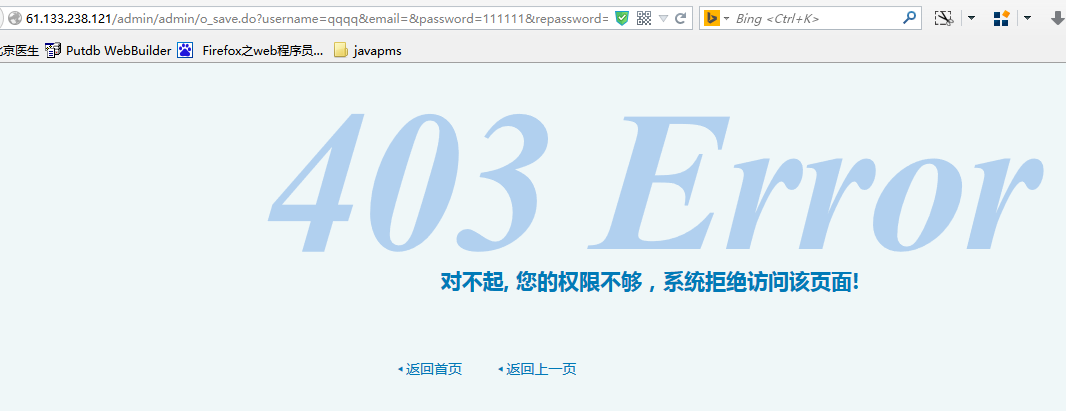 61.133.238.121/admin/admin/o_save.do?username=qqqq&email=&password=111111&repassword=
Bing <Ctrl+K>
京医生 Putdb WebBuilder Firefox之web程序员... javapms
403 Error
对不起, 您的权限不够，系统拒绝访问该页面!
返回首页 返回上一页